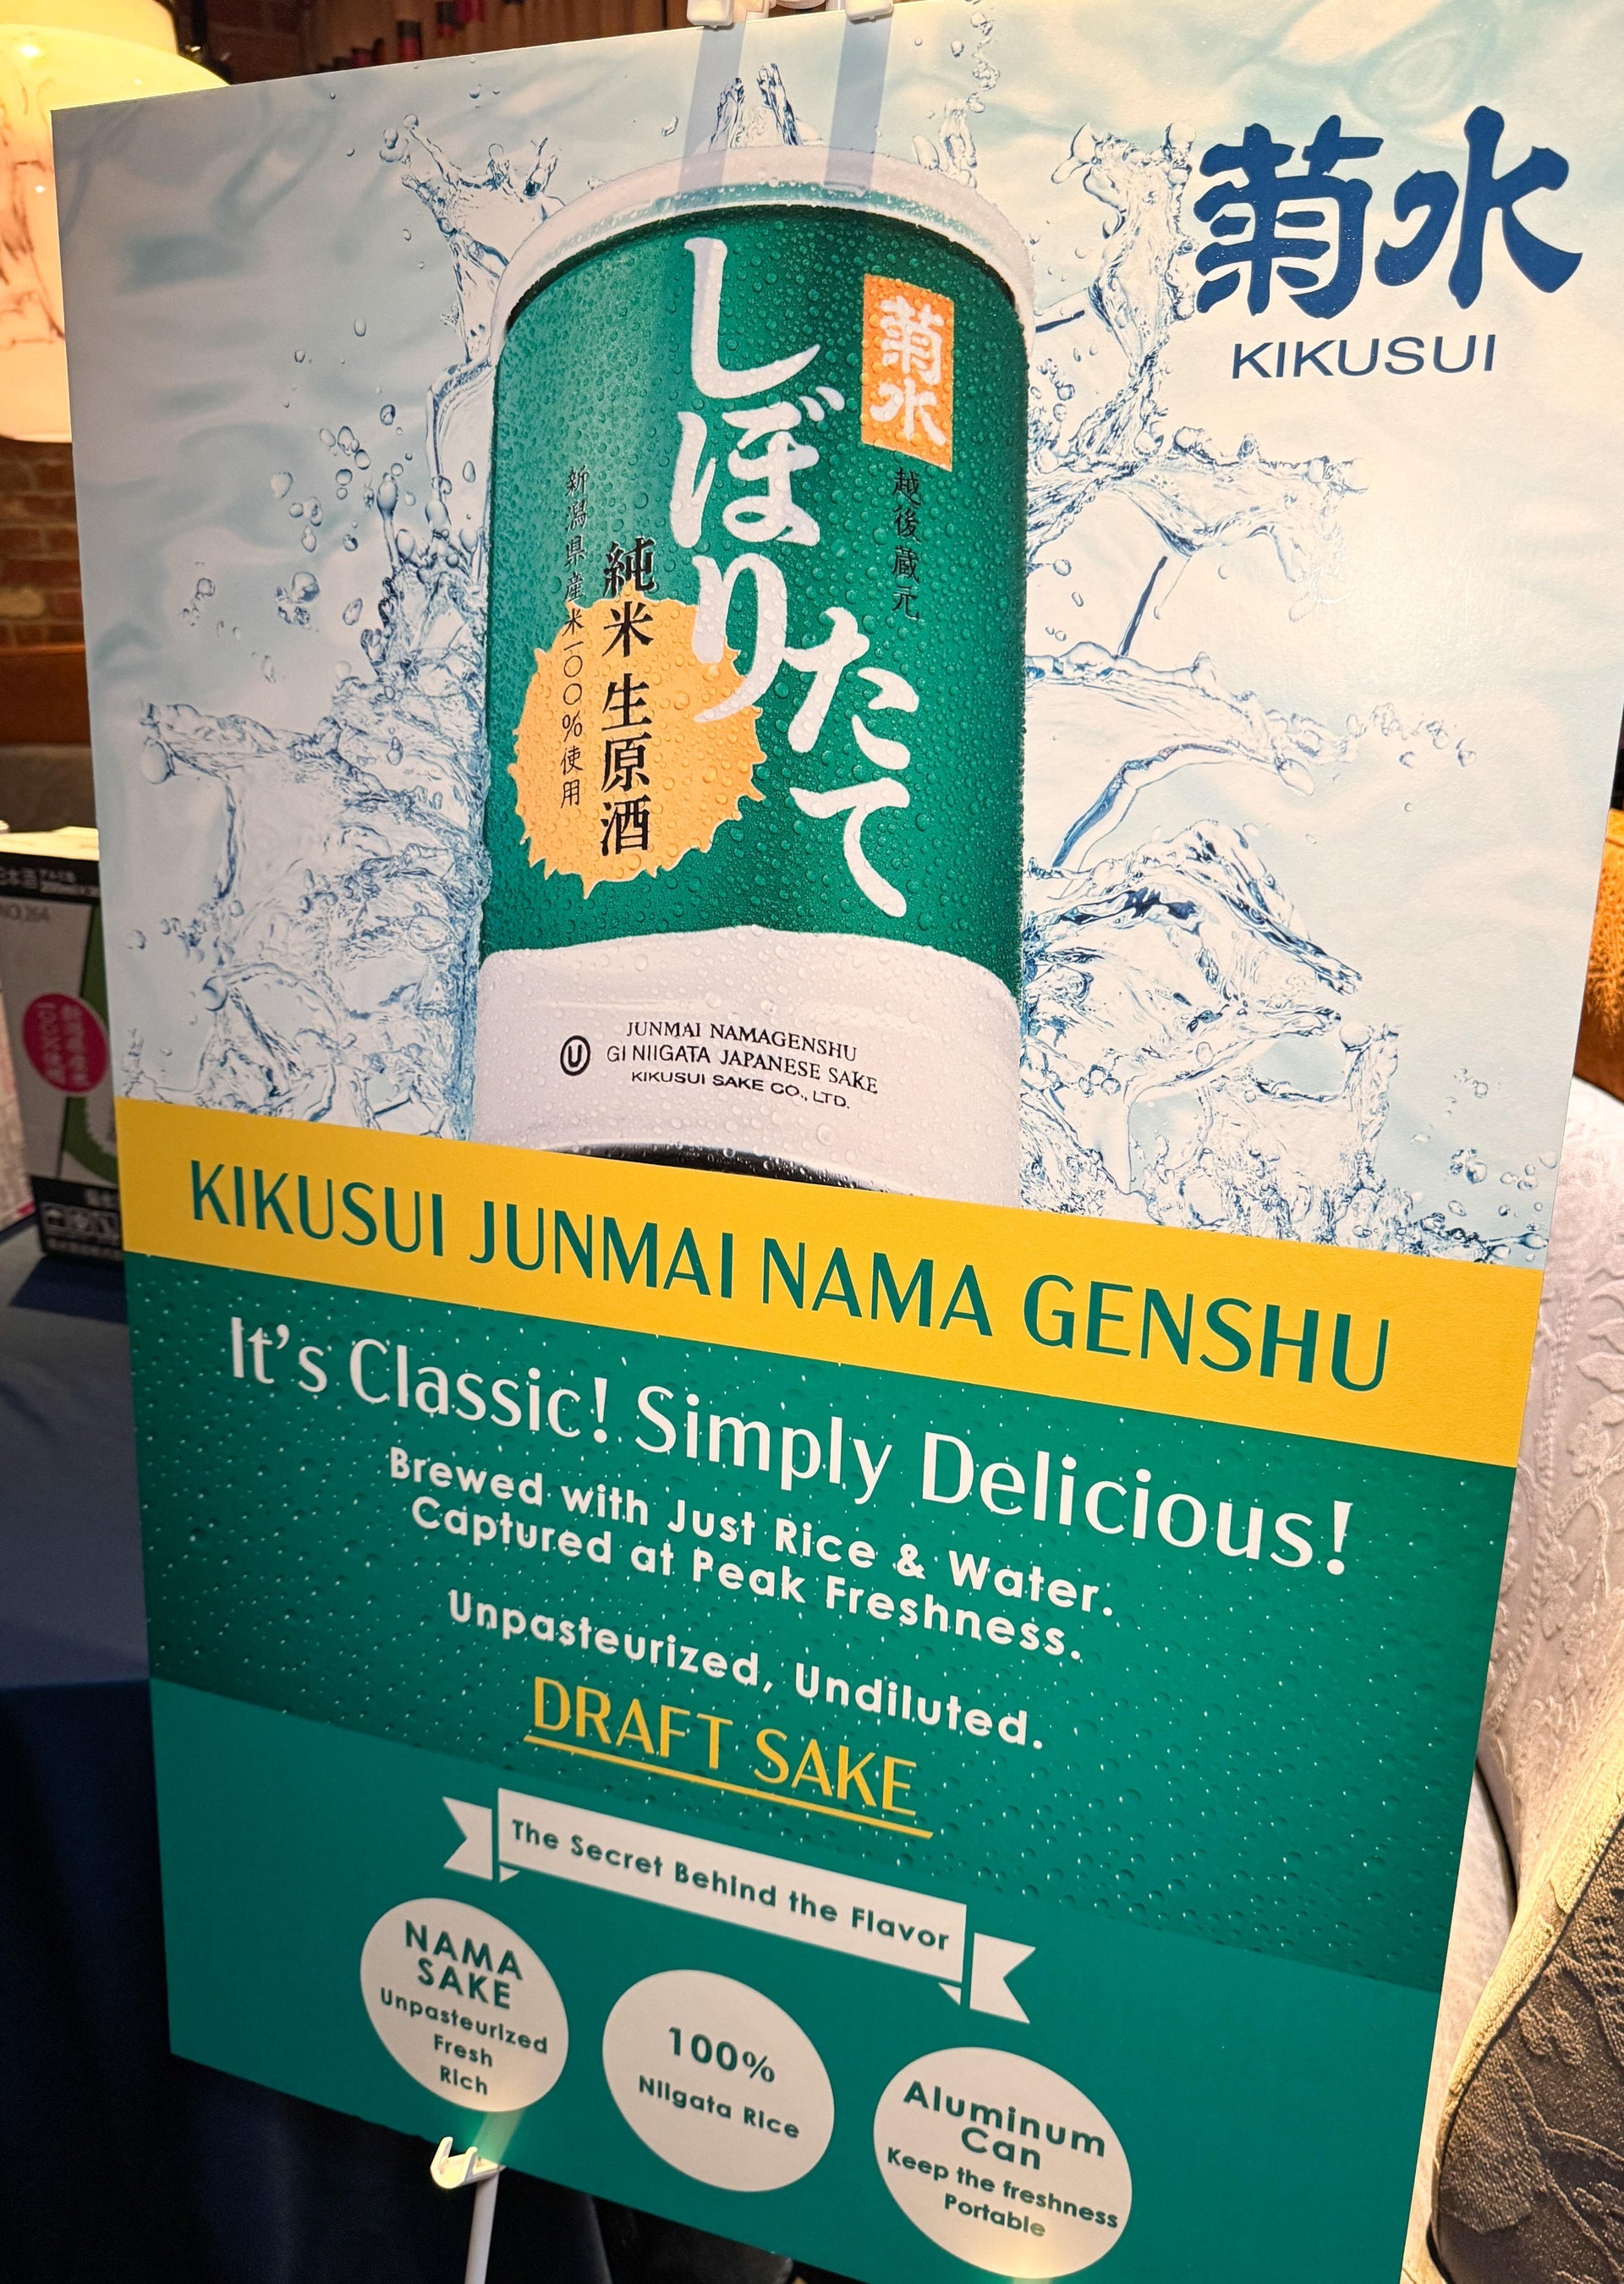 菊水
KIKUSUI
菊水
越後蔵元
しぼりたて
純米生原酒
新潟県産米一〇〇%使用
U
JUNMAI NAMAGENSHU
GI NIIGATA JAPANESE SAKE
KIKUSUI SAKE CO., LTD.
KIKUSUI JUNMAI NAMA GENSHU
It's Classic! Simply Delicious!
Brewed with Just Rice & Water.
Captured at Peak Freshness.
Unpasteurized, Undiluted.
DRAFT SAKE
The Secret Behind the Flavor
NAMA
SAKE
Unpasteurized
Fresh
Rich
100%
Niigata Rice
Aluminum
Can
Keep the freshness
Portable
NO.264